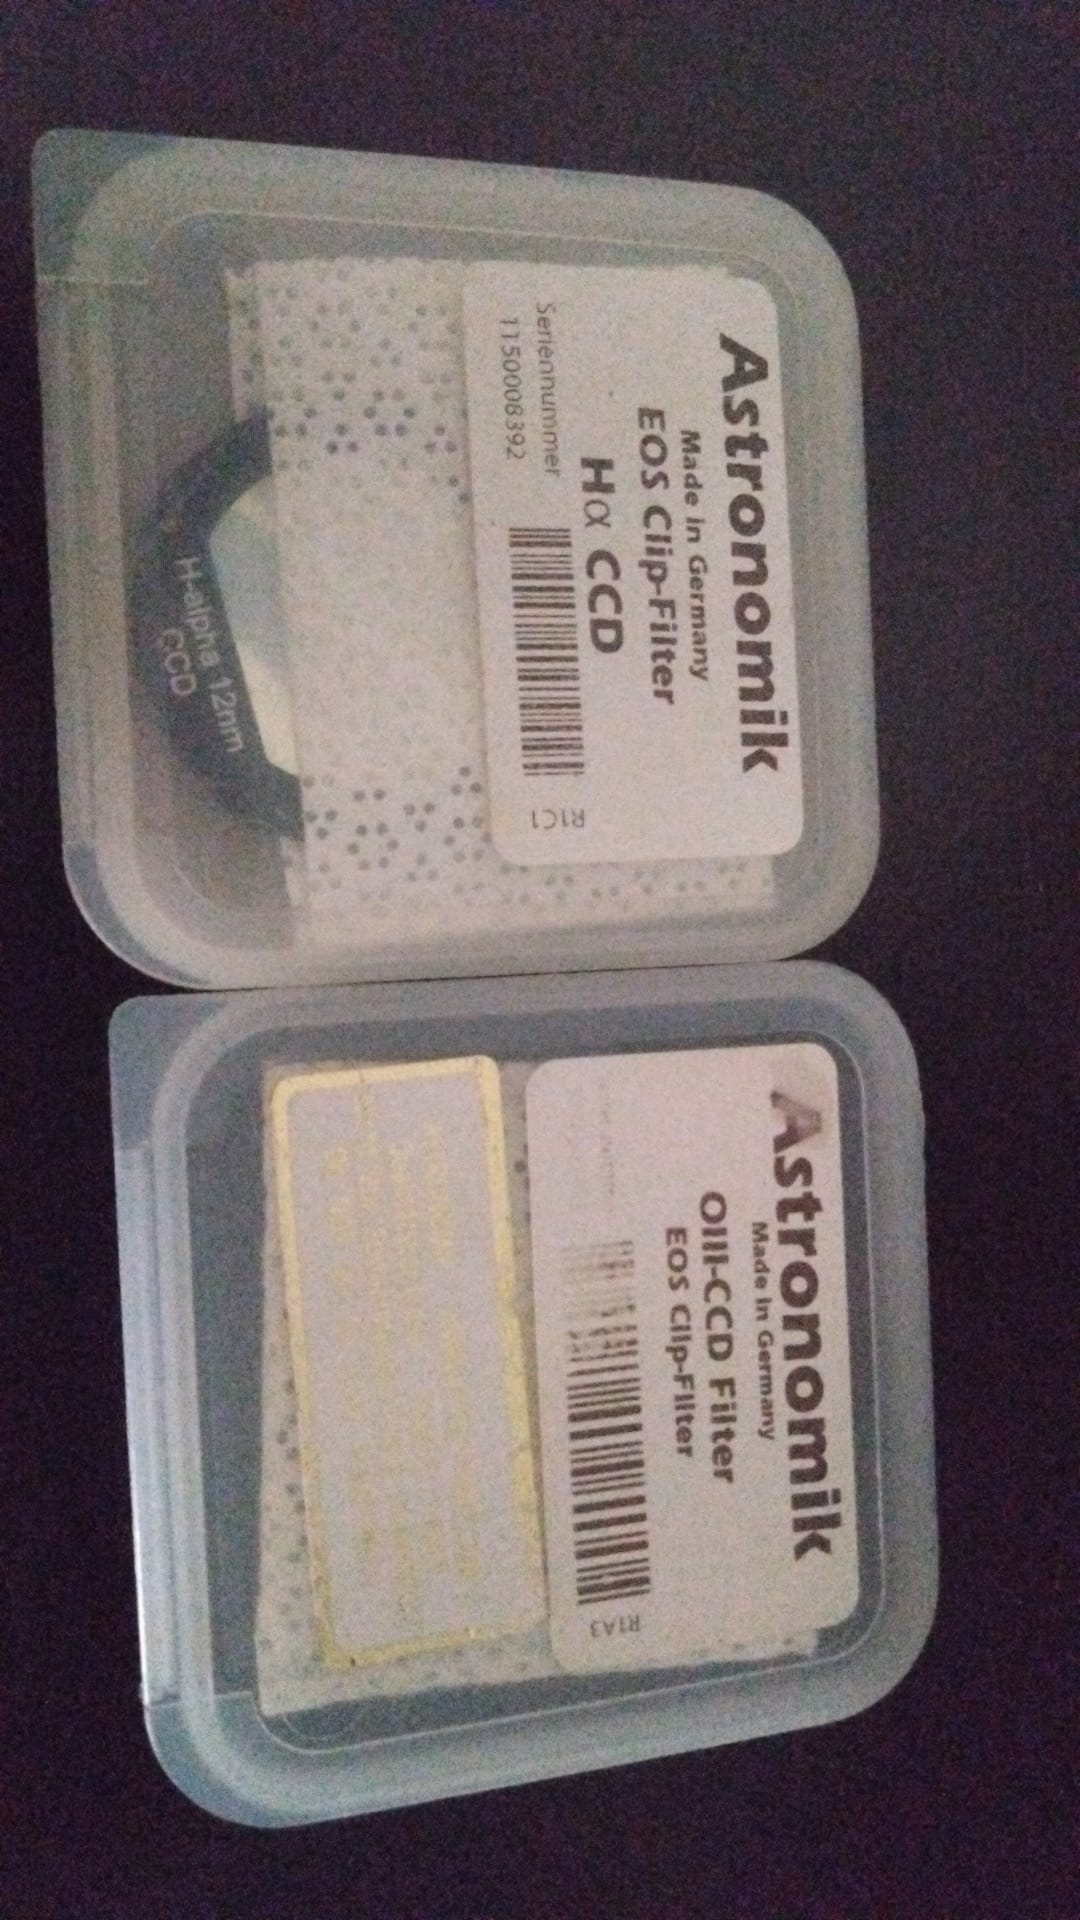 Astronomik
Made in Germany
EOS Clip-Filter
Hα CCD
Seriennummer
1150008392
R1C1
H-alpha 12nm
CCD
Astronomik
Made in Germany
OIII-CCD Filter
EOS Clip-Filter
R1A3